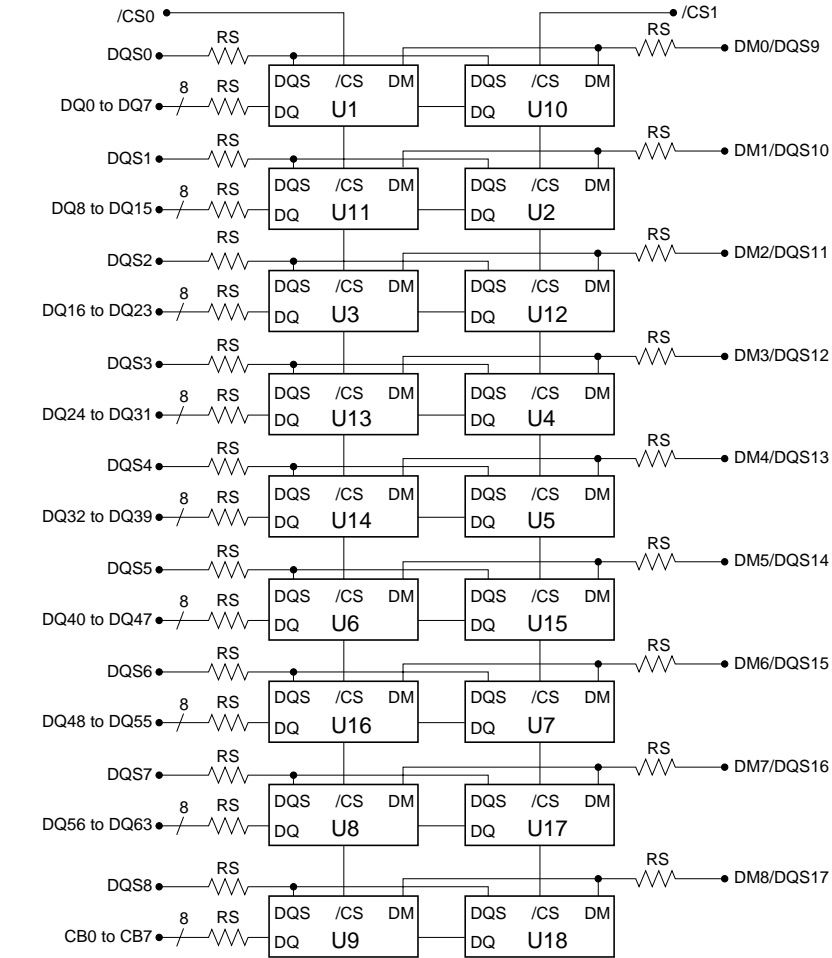 /CS0 /CS1
RS RS
DQS0 DM0/DQS9
DQS /CS DM DQS /CS DM
8 RS
DQ0 to DQ7 DQ U1 DQ U10
RS RS
DQS1 DM1/DQS10
DQS /CS DM DQS /CS DM
8 RS
DQ8 to DQ15 DQ U11 DQ U2
RS RS
DQS2 DM2/DQS11
DQS /CS DM DQS /CS DM
8 RS
DQ16 to DQ23 DQ U3 DQ U12
RS RS
DQS3 DM3/DQS12
DQS /CS DM DQS /CS DM
8 RS
DQ24 to DQ31 DQ U13 DQ U4
RS RS
DQS4 DM4/DQS13
DQS /CS DM DQS /CS DM
8 RS
DQ32 to DQ39 DQ U14 DQ U5
RS RS
DQS5 DM5/DQS14
DQS /CS DM DQS /CS DM
8 RS
DQ40 to DQ47 DQ U6 DQ U15
RS RS
DQS6 DM6/DQS15
DQS /CS DM DQS /CS DM
8 RS
DQ48 to DQ55 DQ U16 DQ U7
RS RS
DQS7 DM7/DQS16
DQS /CS DM DQS /CS DM
8 RS
DQ56 to DQ63 DQ U8 DQ U17
RS RS
DQS8 DM8/DQS17
DQS /CS DM DQS /CS DM
8 RS
CB0 to CB7 DQ U9 DQ U18